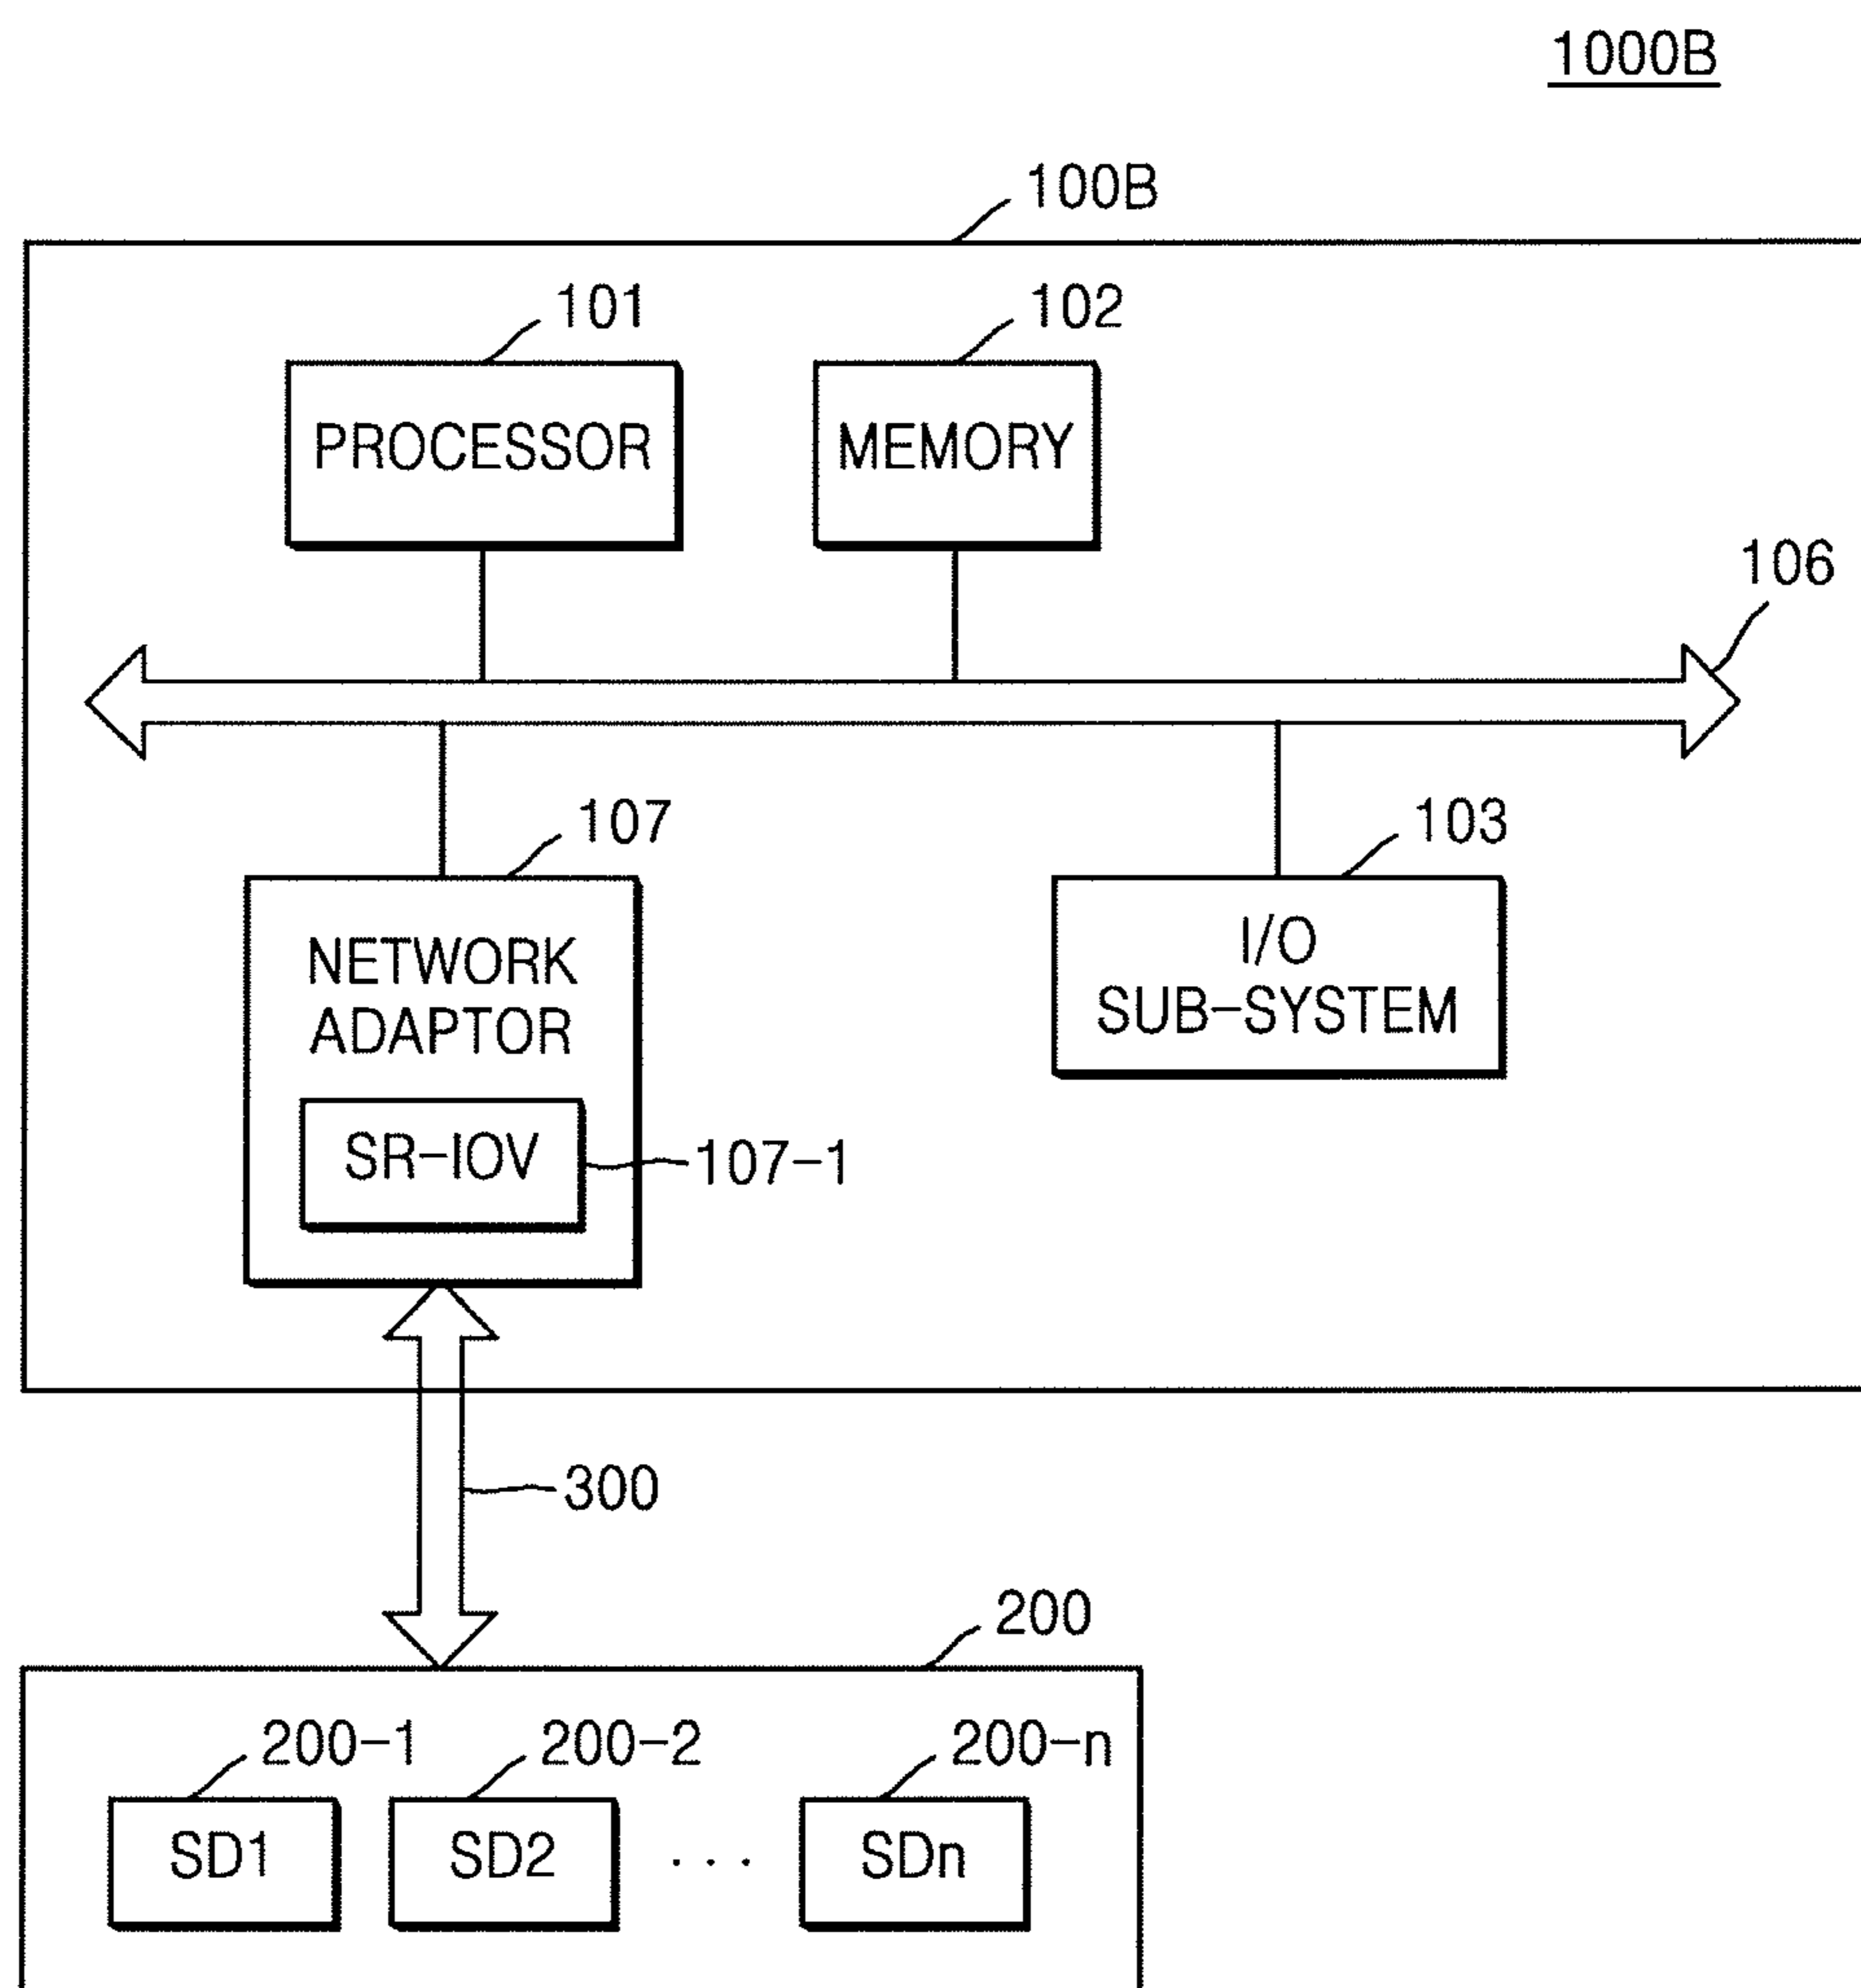 1000B
100B
101
102
PROCESSOR
MEMORY
106
107
103
NETWORK
ADAPTOR
I/O
SUB-SYSTEM
SR-IOV
107-1
300
200
200-1
200-2
200-n
SD1
SD2
. . .
SDn